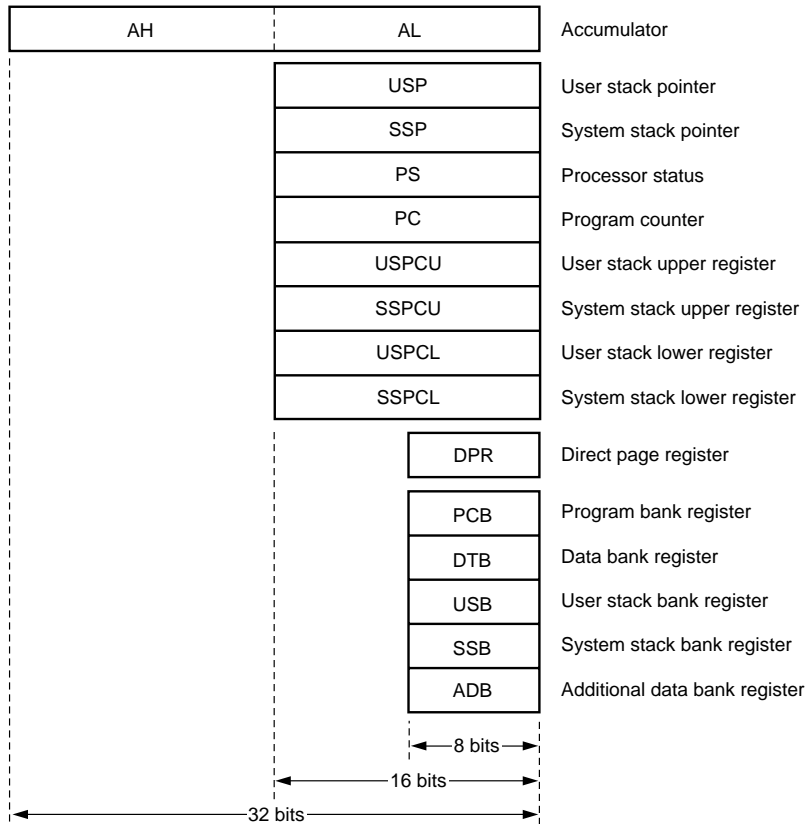 AH AL Accumulator
USP User stack pointer
SSP System stack pointer
PS Processor status
PC Program counter
USPCU User stack upper register
SSPCU System stack upper register
USPCL User stack lower register
SSPCL System stack lower register
DPR Direct page register
PCB Program bank register
DTB Data bank register
USB User stack bank register
SSB System stack bank register
ADB Additional data bank register
8 bits
16 bits
32 bits